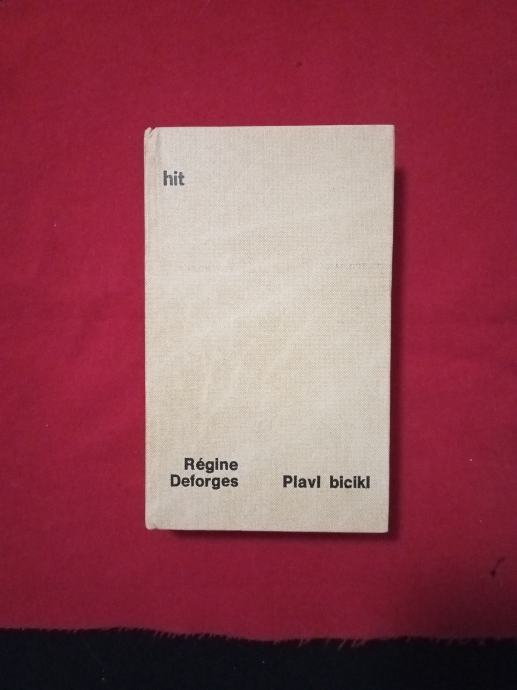 hit
Régine
Deforges
Plavi bicikl